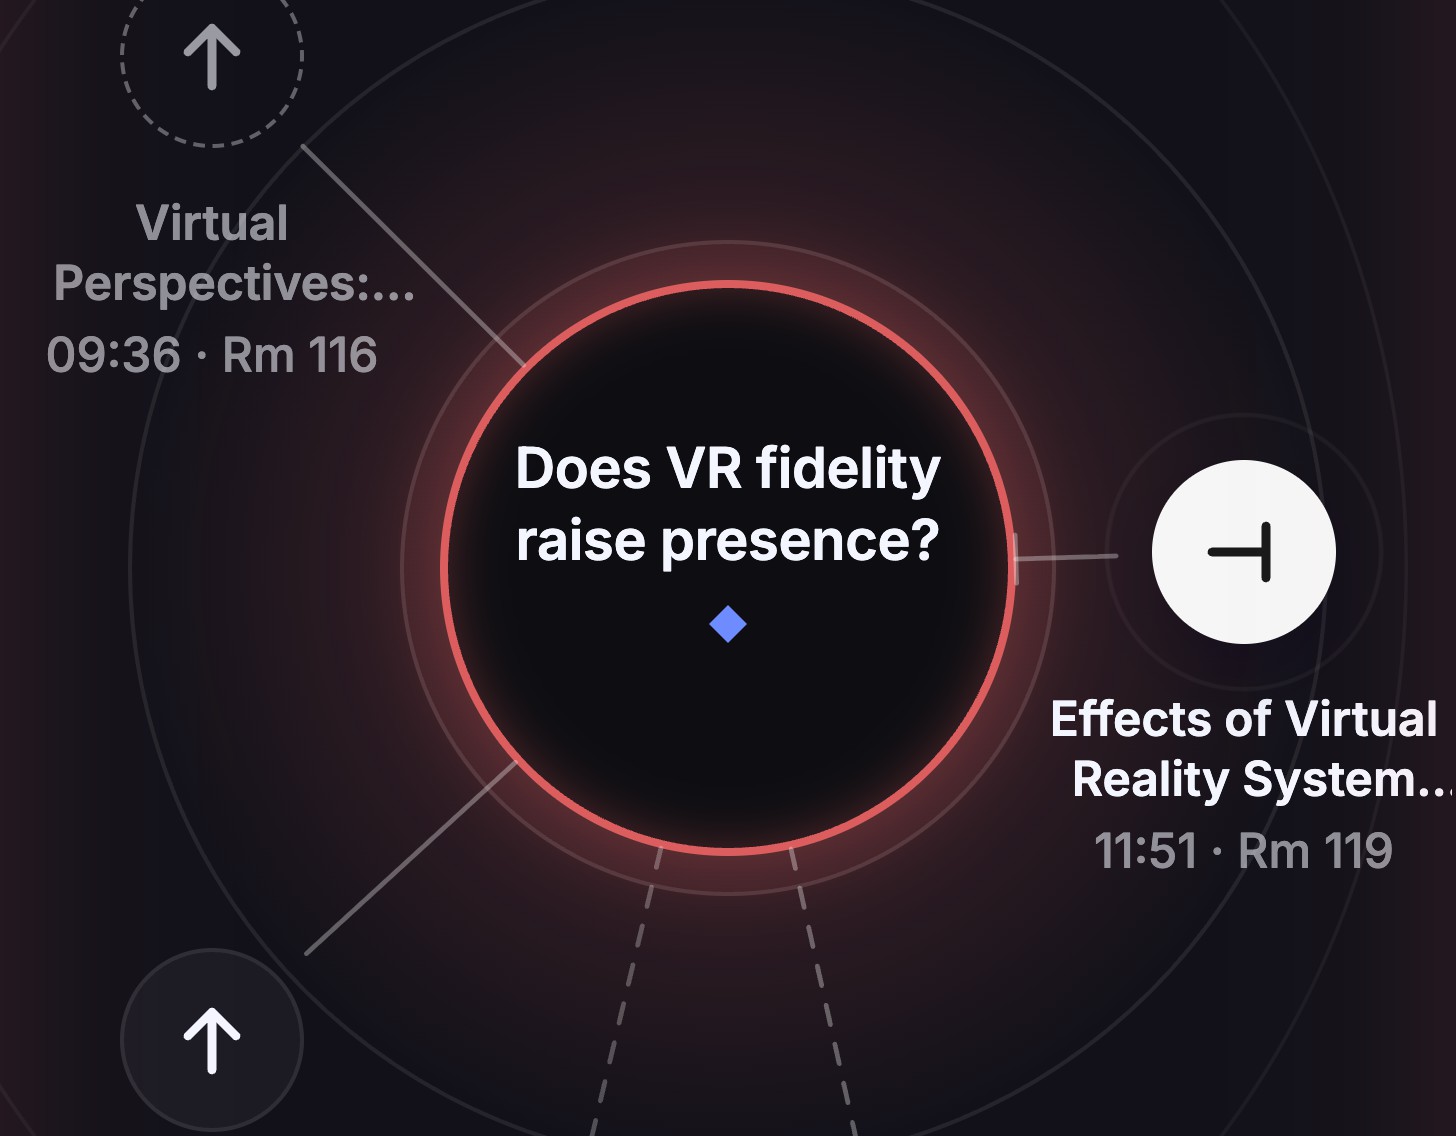 Virtual
Perspectives:...
09:36 · Rm 116
Does VR fidelity
raise presence?
Effects of Virtual
Reality System...
11:51 · Rm 119